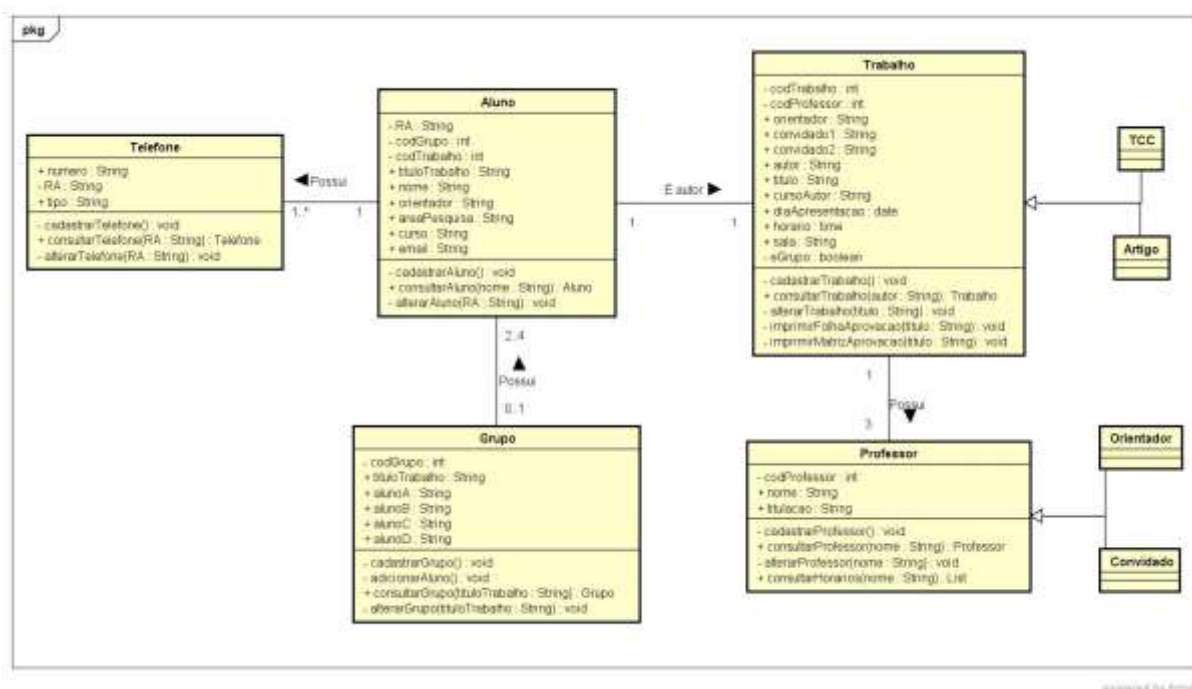 pkg
Telefone
+ numero : String
- RA : String
+ tipo : String
- cadastrarTelefone() : void
+ consultarTelefone(RA : String) : Telefone
- alterarTelefone(RA : String) : void
Possui
1..*
1
Aluno
- RA : String
- codGrupo : int
- codTrabalho : int
+ tituloTrabalho : String
+ nome : String
+ orientador : String
+ areaPesquisa : String
+ curso : String
+ email : String
- cadastrarAluno() : void
+ consultarAluno(nome : String) : Aluno
- alterarAluno(RA : String) : void
É autor
1
1
Trabalho
- codTrabalho : int
- codProfessor : int
+ orientador : String
+ convidado1 : String
+ convidado2 : String
+ autor : String
+ titulo : String
+ cursoAutor : String
+ diaApresentacao : date
+ horario : time
+ sala : String
- eGrupo : boolean
- cadastrarTrabalho() : void
+ consultarTrabalho(autor : String) : Trabalho
- alterarTrabalho(titulo : String) : void
- imprimirFolhaAprovacao(titulo : String) : void
- imprimirMatrizAprovacao(titulo : String) : void
TCC
Artigo
2..4
Possui
0..1
Grupo
- codGrupo : int
+ tituloTrabalho : String
+ alunoA : String
+ alunoB : String
+ alunoC : String
+ alunoD : String
- cadastrarGrupo() : void
- adicionarAluno() : void
+ consultarGrupo(tituloTrabalho : String) : Grupo
- alterarGrupo(tituloTrabalho : String) : void
1
Possui
3
Professor
- codProfessor : int
+ nome : String
+ titulacao : String
- cadastrarProfessor() : void
+ consultarProfessor(nome : String) : Professor
- alterarProfessor(nome : String) : void
+ consultarHorarios(nome : String) : List
Orientador
Convidado
powered by